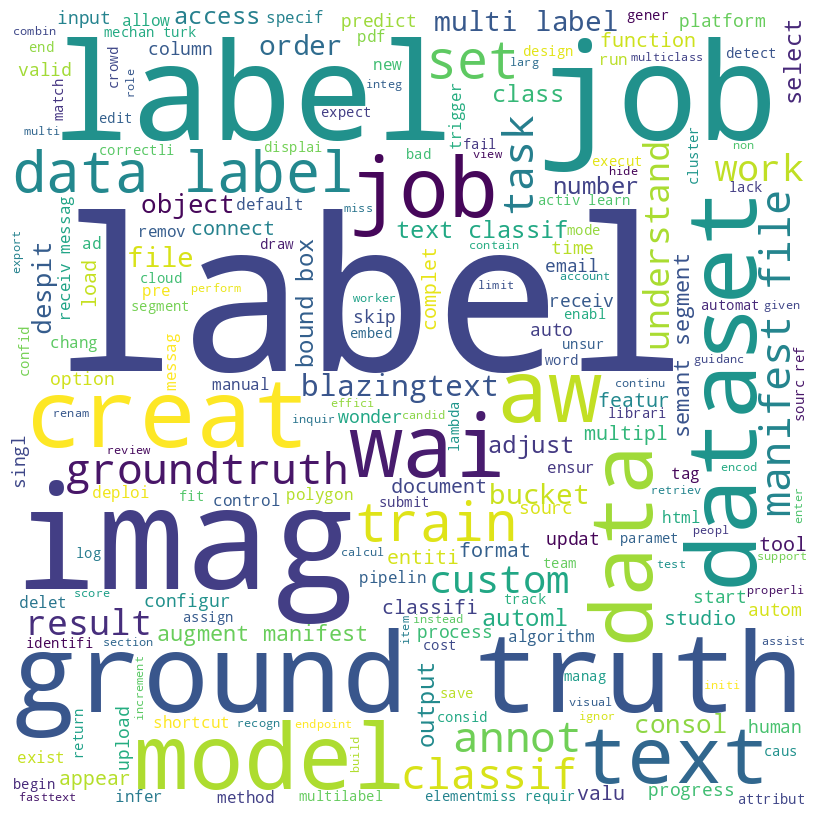 input
allow
access
specif
multi label
gener
platform
combin
mechan turk
predict
pdf
end
crowd
column
order
set
function
design
select
valid
label
job
new
larg
run
multiclass
detect
match
role
integ
class
edit
expect
trigger
multi
correctli
displai
fail
execut
cluster
non
data label
job
bad
view
task
hide
number
understand
work
lack
object
default
miss
activ learn
despit
receiv messag
ad
remov
connect
text classif
contain
mode
time
dataset
manifest file
export
load
file
draw
bound box
email
cloud
label
limit
account
semant segment
pre
perform
worker
complet
receiv
automat
given
segment
skip
enabl
confid
chang
embed
auto
unsur
messag
word
guidanc
sourc ref
option
manual
blazingtext
aw
continu
creat
effici
featur
renam
inquir
wonder
candid
lambda
librari
wai
multipl
singl
review
adjust
ensur
encod
groundtruth
document
tag
data
deploi
fit
control
polygon
submit
bucket
retriev
enter
imag
train
sourc
html
updat
paramet
peopl
tool
log
calcul
entiti
format
team
test
support
score
pipelin
custom
delet
configur
track
start
properli
result
assign
classifi
automl
studio
autom
augment manifest
process
algorithm
identifi
section
item
instead
cost
assist
ground truth
manag
return
increment
output
save
visual
initi
upload
shortcut
recogn
endpoint
consid
ignor
consol
human
exist
model
annot
text
caus
begin
appear
build
classif
fasttext
infer
method
multilabel
elementmiss requir
valu
progress
attribut